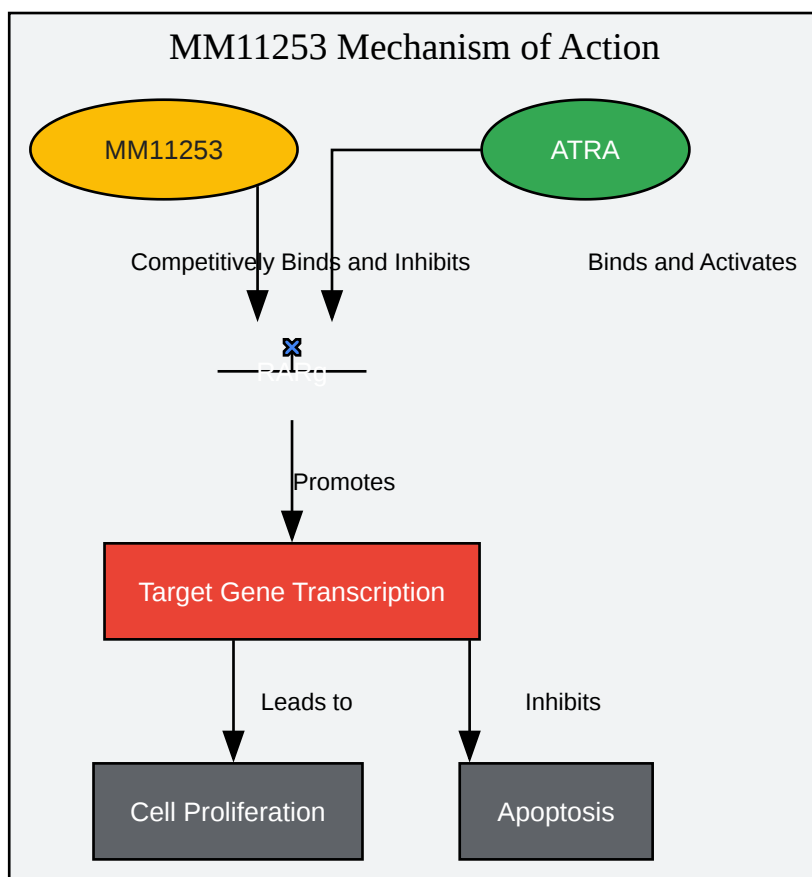 MM11253 Mechanism of Action
MM11253
ATRA
Competitively Binds and Inhibits
Binds and Activates
RARg
Promotes
Target Gene Transcription
Leads to
Inhibits
Cell Proliferation
Apoptosis